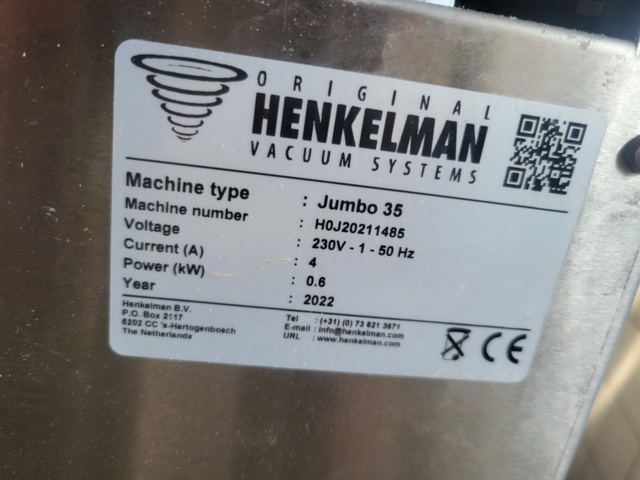 ORIGINAL
HENKELMAN
VACUUM SYSTEMS
Machine type : Jumbo 35
Machine number : H0J20211485
Voltage : 230V - 1 - 50 Hz
Current (A) : 4
Power (kW) : 0.6
Year : 2022
Henkelman B.V.
P.O. Box 2117
5202 CC 's-Hertogenbosch
The Netherlands
Tel : (+31) (0) 73 621 3671
E-mail : info@henkelman.com
URL : www.henkelman.com
CE